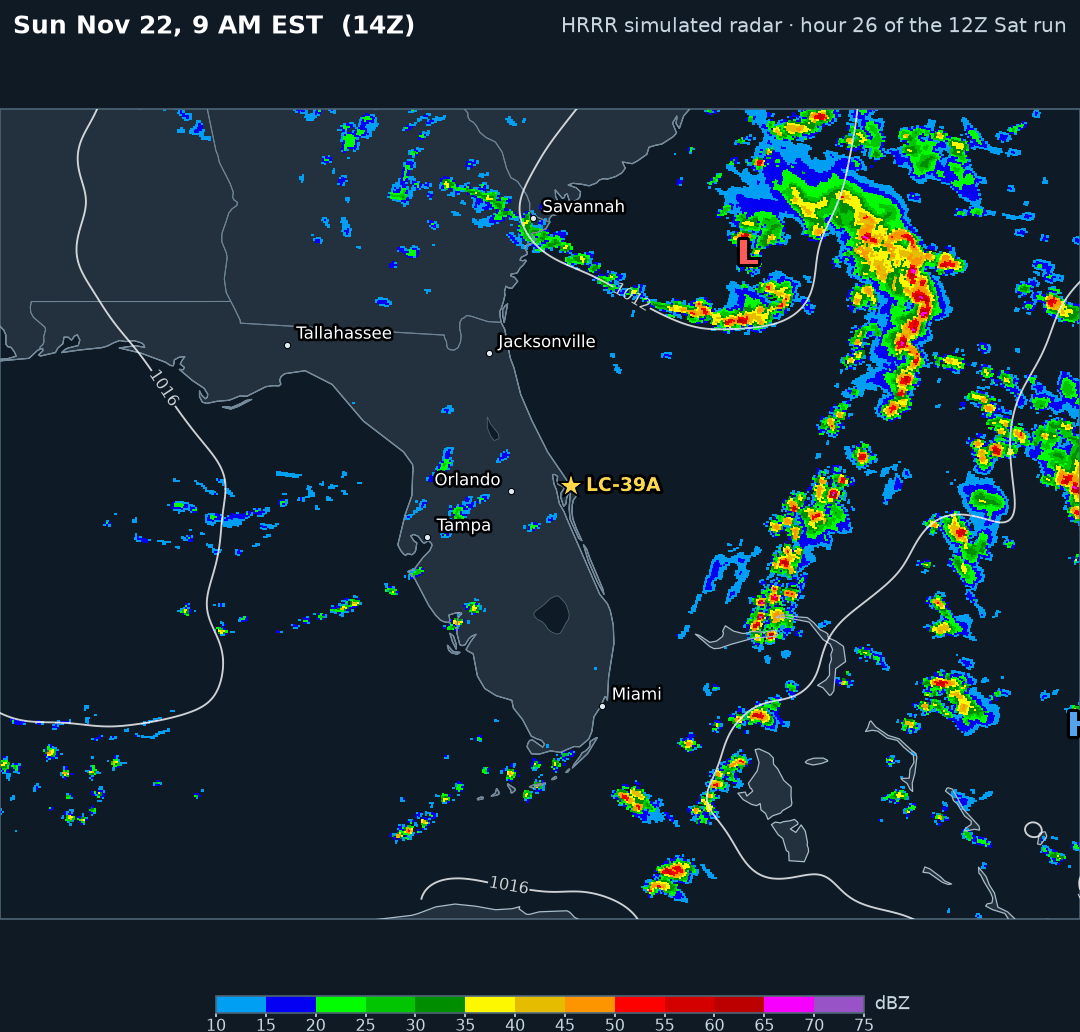 Sun Nov 22, 9 AM EST (14Z)
HRRR simulated radar · hour 26 of the 12Z Sat run
Savannah
L
1012
Tallahassee
Jacksonville
1016
Orlando
LC-39A
Tampa
Miami
H
1016
dBZ
10 15 20 25 30 35 40 45 50 55 60 65 70 75